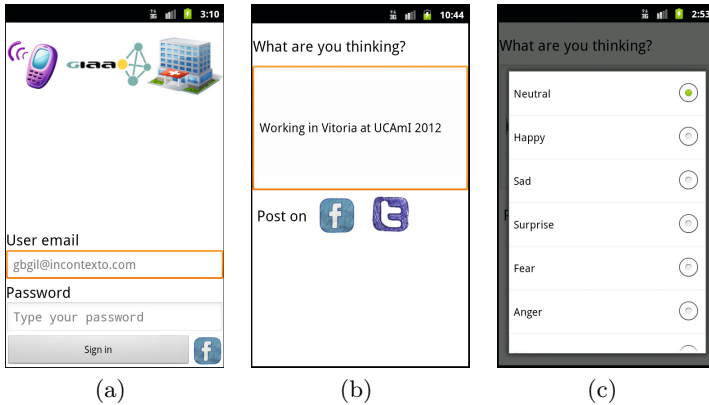 3:10
GIAA
User email
gbgil@incontexto.com
Password
Type your password
Sign in
f
(a)
10:44
What are you thinking?
Working in Vitoria at UCAmI 2012
Post on
f
t
(b)
2:53
What are you thinking?
Neutral
Happy
Sad
Surprise
Fear
Anger
(c)